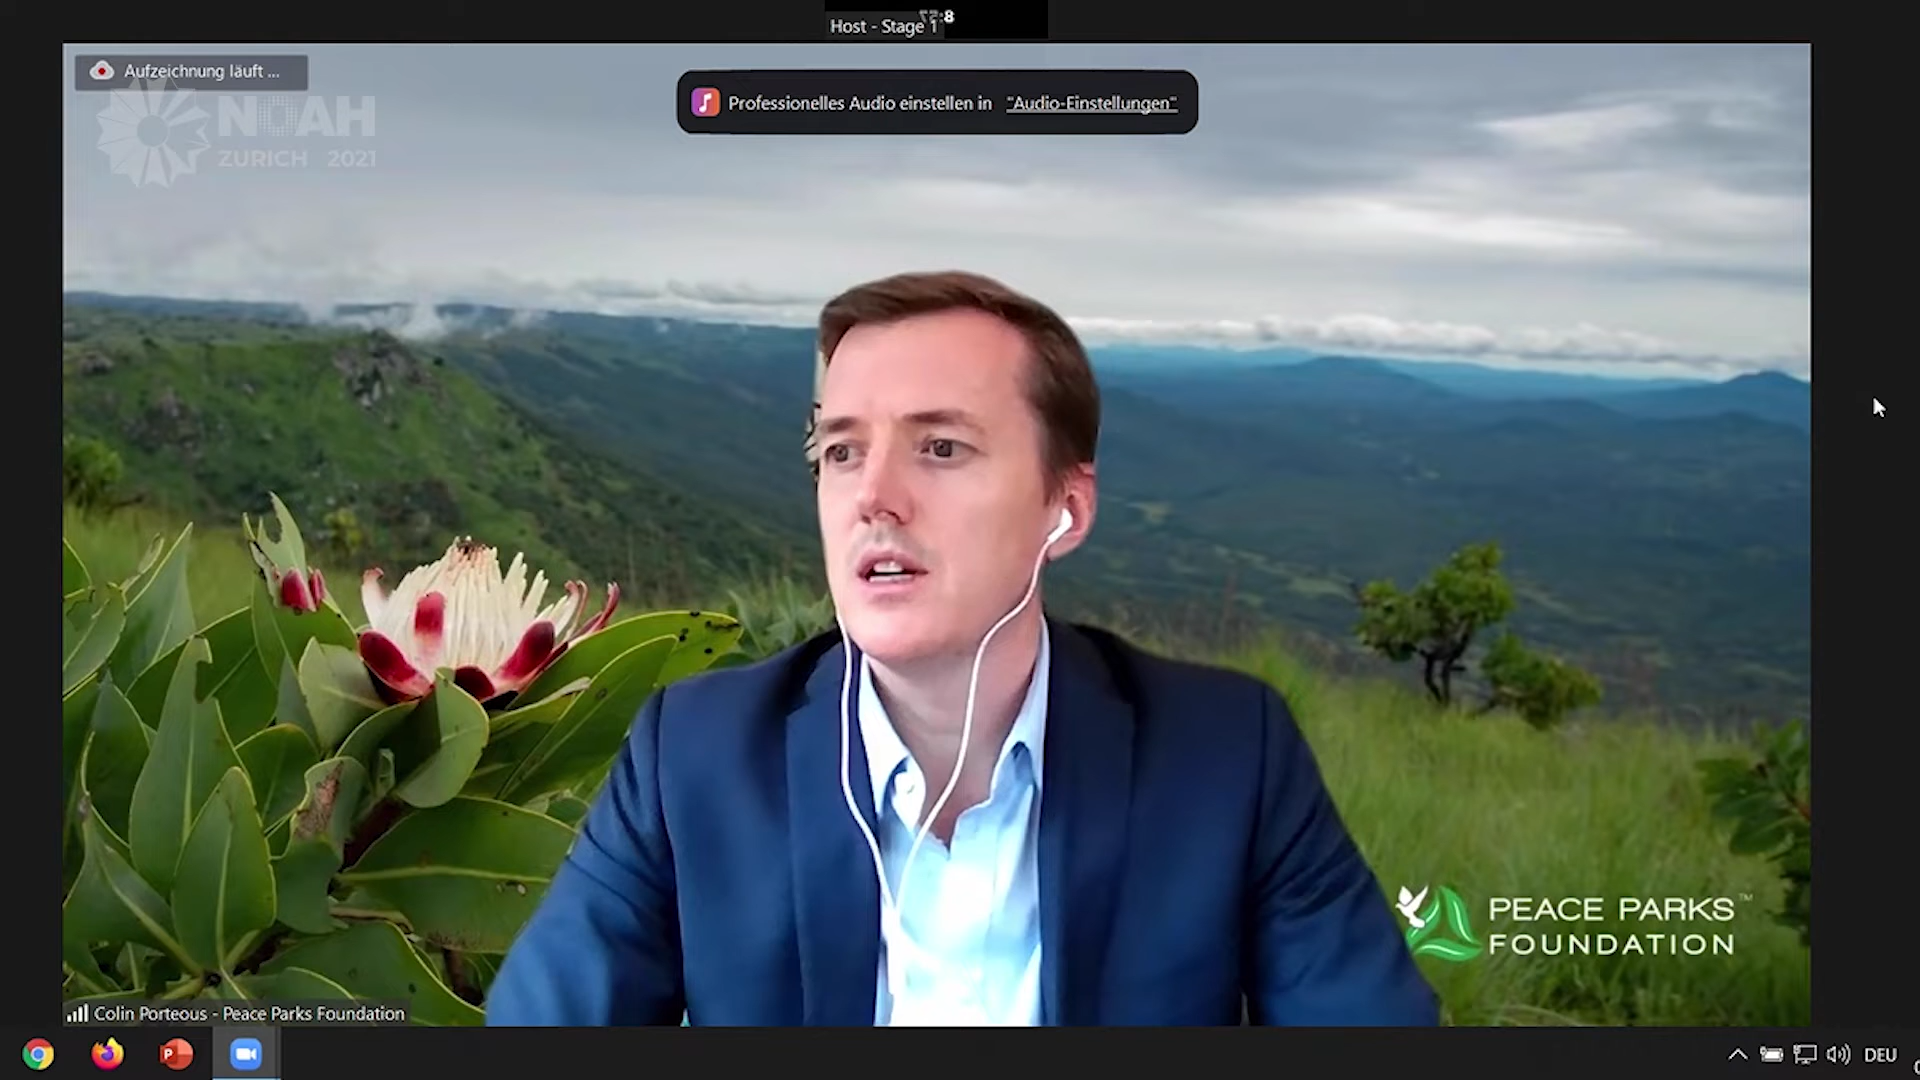 Host - Stage 1
Aufzeichnung läuft ...
Professionelles Audio einstellen in "Audio-Einstellungen"
NOAH
ZURICH 2021
PEACE PARKS™
FOUNDATION
Colin Porteous - Peace Parks Foundation
DEU